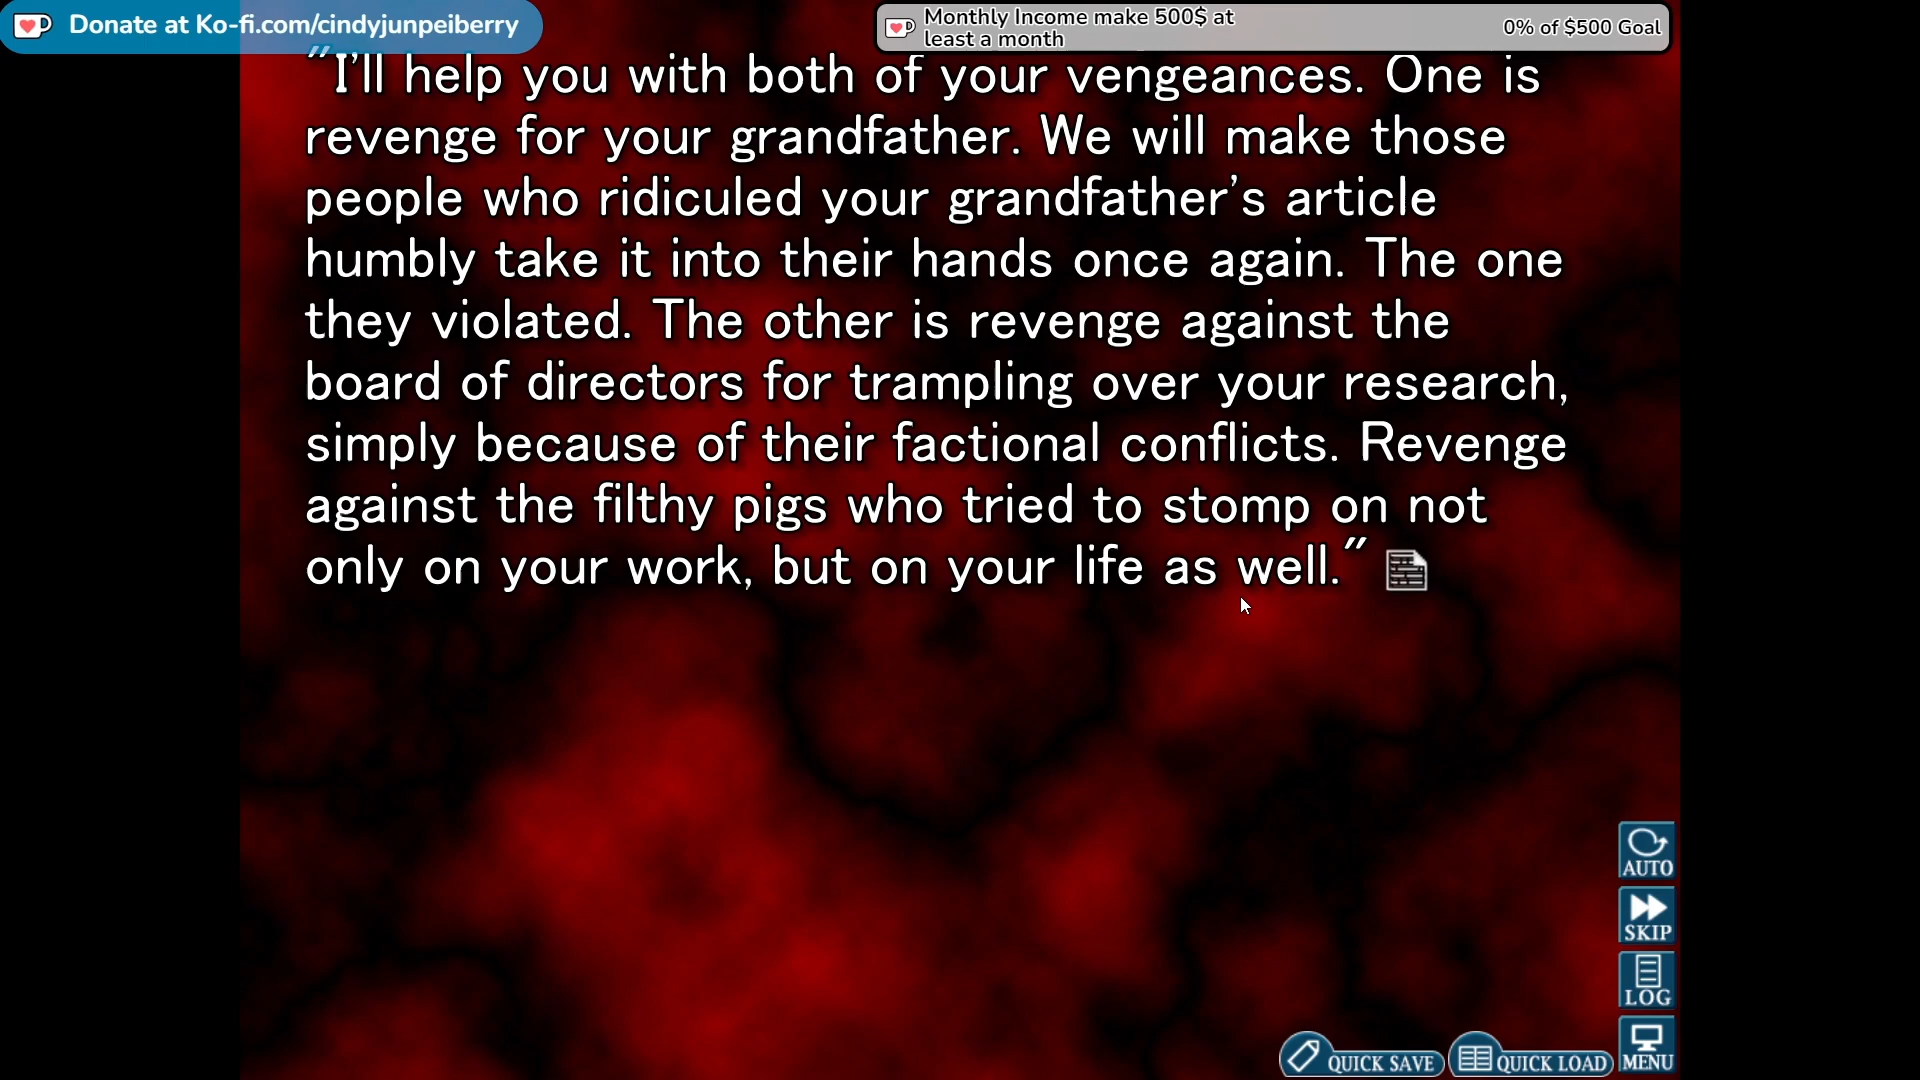 Donate at Ko-fi.com/cindyjunpeiberry
Monthly Income make 500$ at
least a month
0% of $500 Goal
"I'll help you with both of your vengeances. One is
revenge for your grandfather. We will make those
people who ridiculed your grandfather's article
humbly take it into their hands once again. The one
they violated. The other is revenge against the
board of directors for trampling over your research,
simply because of their factional conflicts. Revenge
against the filthy pigs who tried to stomp on not
only on your work, but on your life as well."
AUTO
SKIP
LOG
MENU
QUICK SAVE
QUICK LOAD